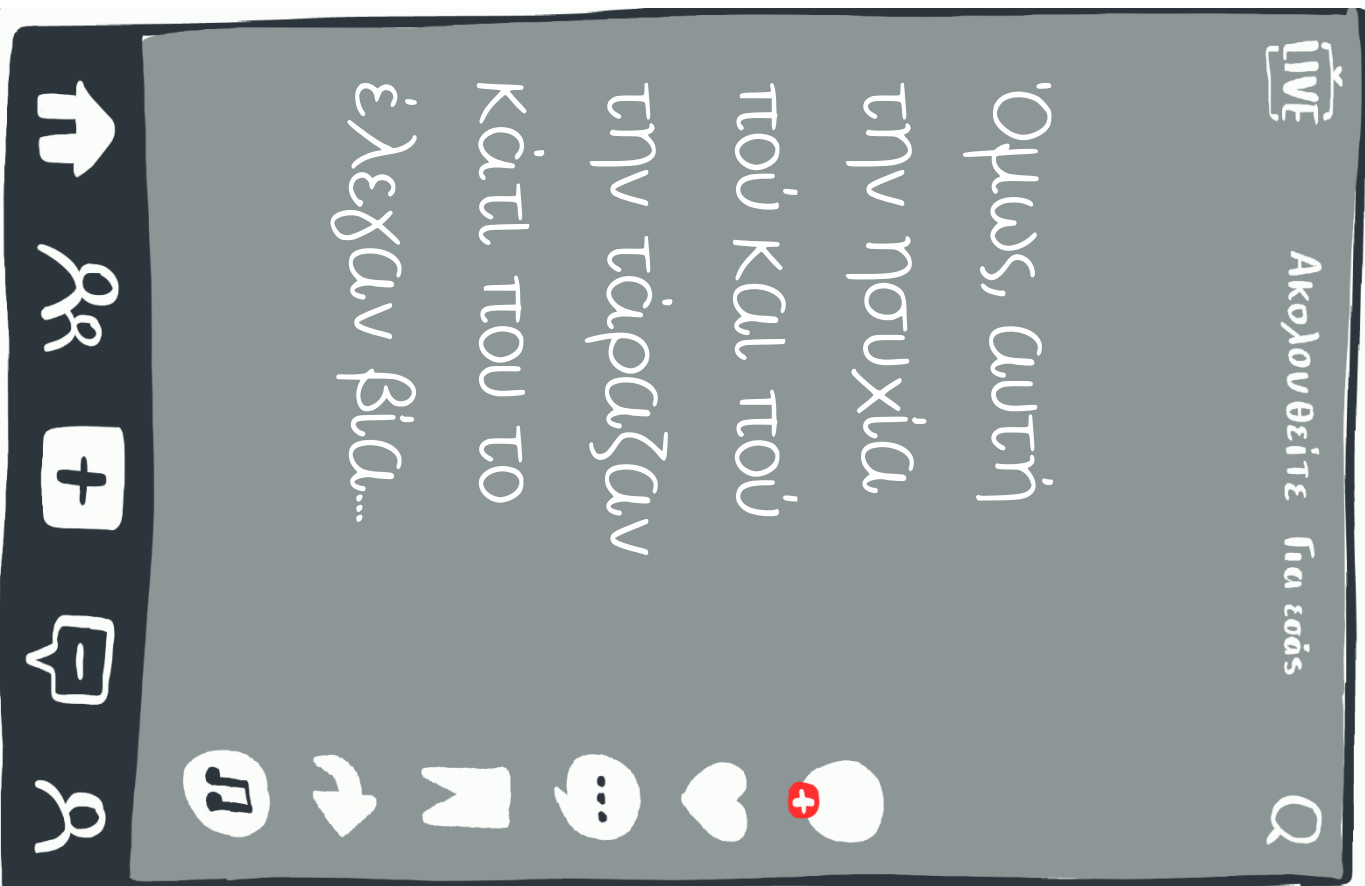 LIVE
Ακολουθείτε Για εσάς
Όμως, αυτή
την ησυχία
πού και πού
την τάραζαν
κάτι που το
έλεγαν βία...